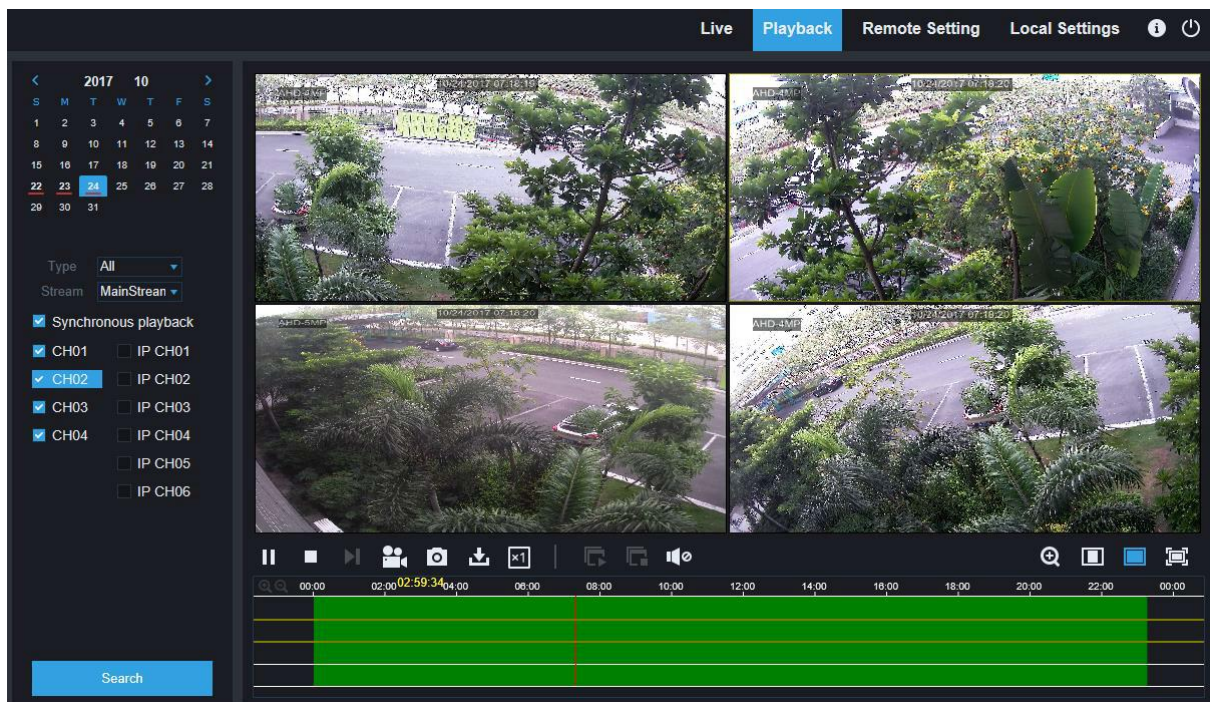 Live Playback Remote Setting Local Settings
2017 10
S M T W T F S
1 2 3 4 5 6 7
8 9 10 11 12 13 14
15 16 17 18 19 20 21
22 23 24 25 26 27 28
29 30 31
Type All
Stream MainStrean
Synchronous playback
CH01 IP CH01
CH02 IP CH02
CH03 IP CH03
CH04 IP CH04
IP CH05
IP CH06
Search
AHD-4MP 10/24/2017 07:18:19
AHD-4MP 10/24/2017 07:18:20
AHD-5MP 10/24/2017 07:18:20
AHD-4MP 10/24/2017 07:18:20
×1
00:00 02:00 02:59:34 04:00 06:00 08:00 10:00 12:00 14:00 16:00 18:00 20:00 22:00 00:00